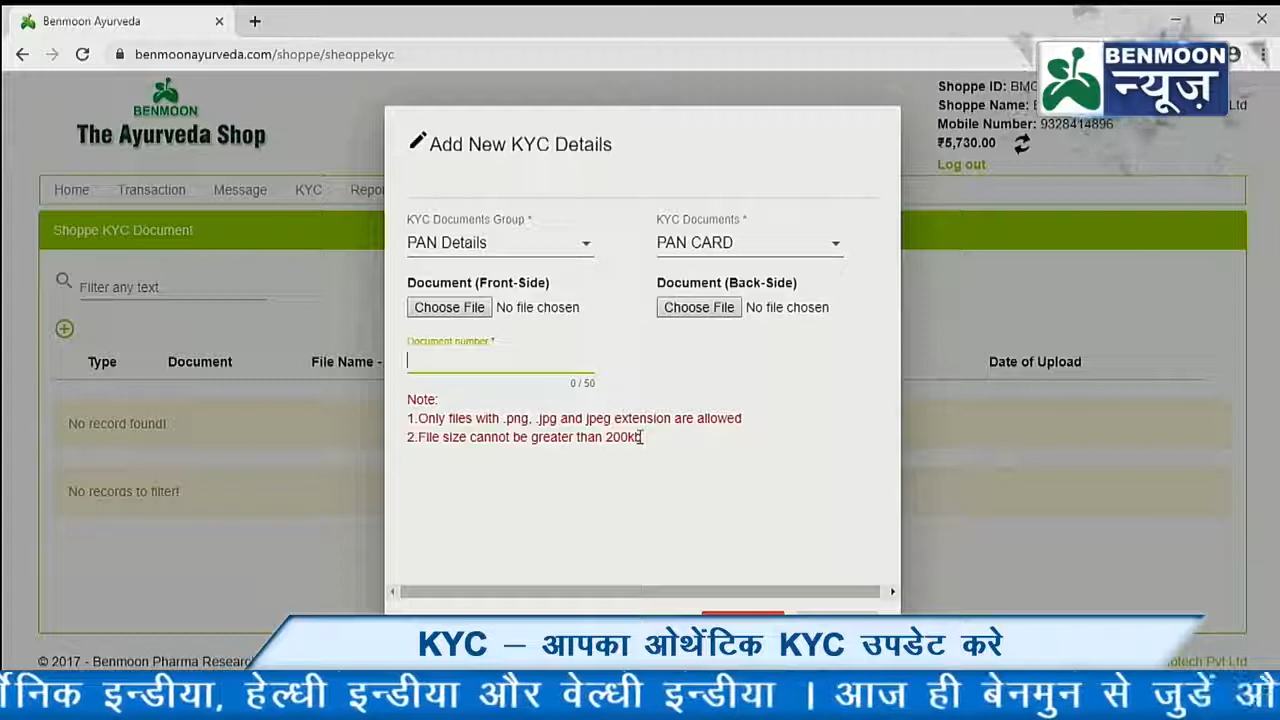 Benmoon Ayurveda
benmoonayurveda.com/shoppe/sheoppekyc
BENMOON
न्यूज़
BENMOON
The Ayurveda Shop
Shoppe ID:
Shoppe Name:
Ltd
Mobile Number: 9328414896
₹5,730.00
Log out
Home Transaction Message KYC
Shoppe KYC Document
Filter any text
Type Document File Name - Date of Upload
No record found!
No records to filter!
Add New KYC Details
KYC Documents Group * KYC Documents *
PAN Details PAN CARD
Document (Front-Side) Document (Back-Side)
Choose File No file chosen Choose File No file chosen
Document number *
0 / 50
Note:
1.Only files with .png, .jpg and jpeg extension are allowed
2.File size cannot be greater than 200kb
KYC – आपका ओथेंटिक KYC उपडेट करे
© 2017 - Benmoon Pharma Pvt Ltd
इन्डीया, हेल्धी इन्डीया और वेल्धी इन्डीया । आज ही बेनमुन से जुडें